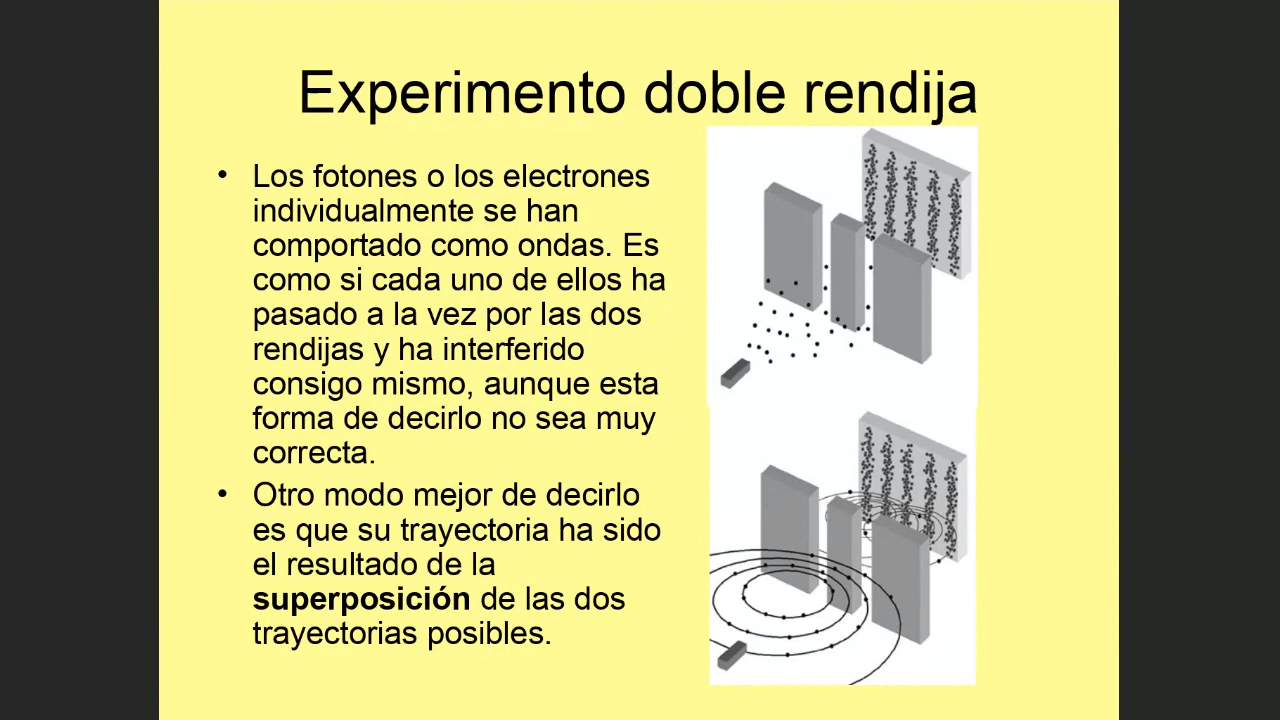 Experimento doble rendija
• Los fotones o los electrones
individualmente se han
comportado como ondas. Es
como si cada uno de ellos ha
pasado a la vez por las dos
rendijas y ha interferido
consigo mismo, aunque esta
forma de decirlo no sea muy
correcta.
• Otro modo mejor de decirlo
es que su trayectoria ha sido
el resultado de la
superposición de las dos
trayectorias posibles.